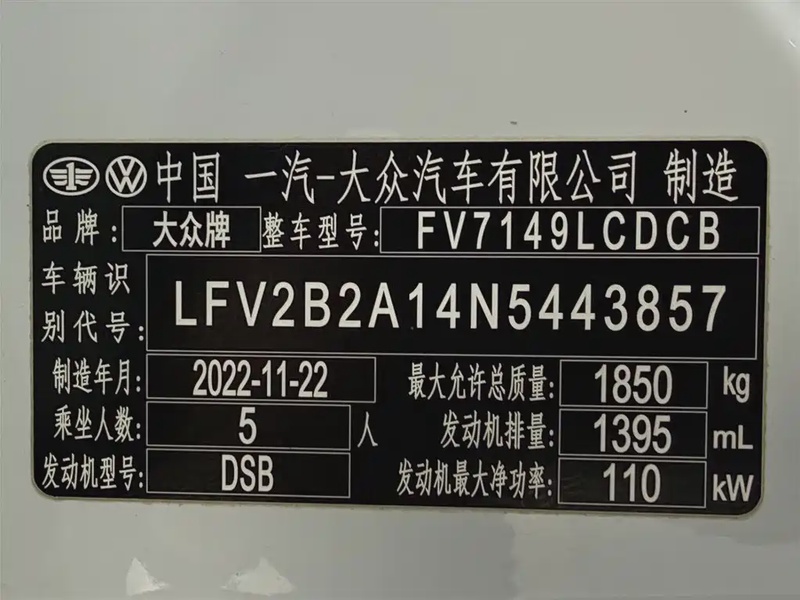 中国 一汽-大众汽车有限公司 制造
品牌: 大众牌 整车型号: FV7149LCDCB
车辆识别代号: LFV2B2A14N5443857
制造年月: 2022-11-22 最大允许总质量: 1850 kg
乘坐人数: 5 人 发动机排量: 1395 mL
发动机型号: DSB 发动机最大净功率: 110 kW